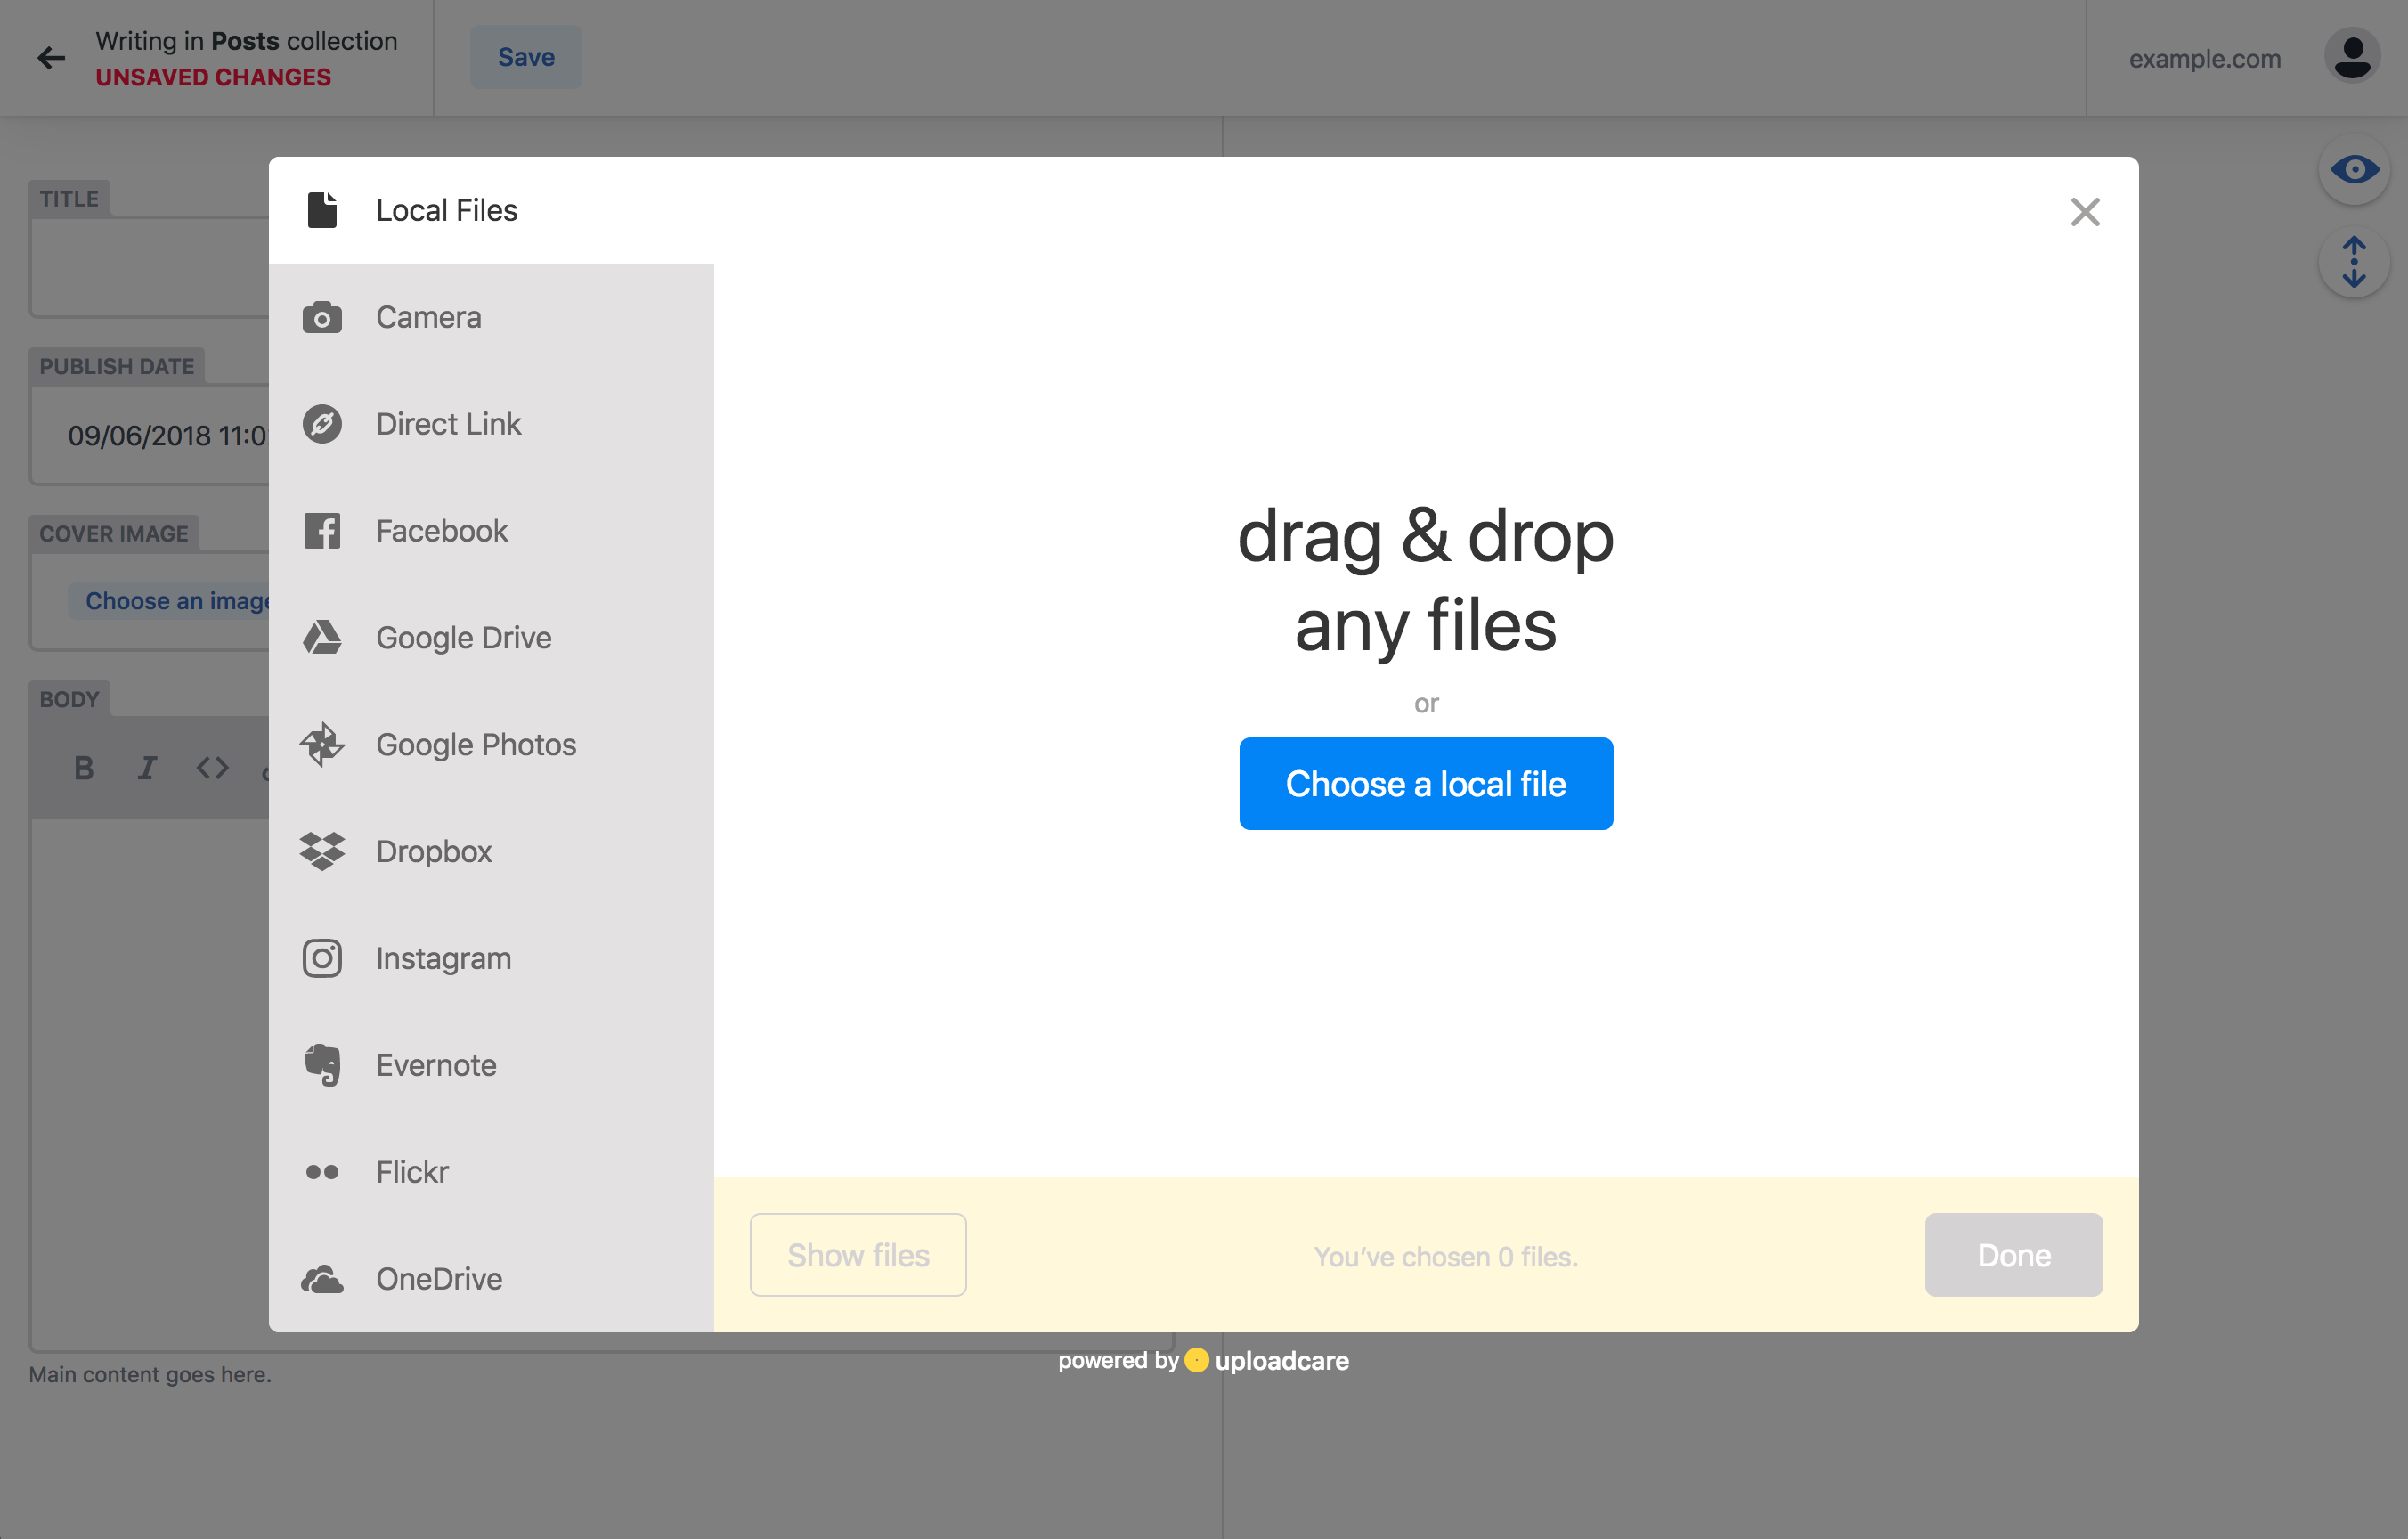 Writing in Posts collection
UNSAVED CHANGES
Save
example.com
TITLE
PUBLISH DATE
09/06/2018 11:0
COVER IMAGE
Choose an image
BODY
B I
Main content goes here.
Local Files
Camera
Direct Link
Facebook
Google Drive
Google Photos
Dropbox
Instagram
Evernote
Flickr
OneDrive
drag & drop
any files
or
Choose a local file
Show files
You’ve chosen 0 files.
Done
powered by uploadcare